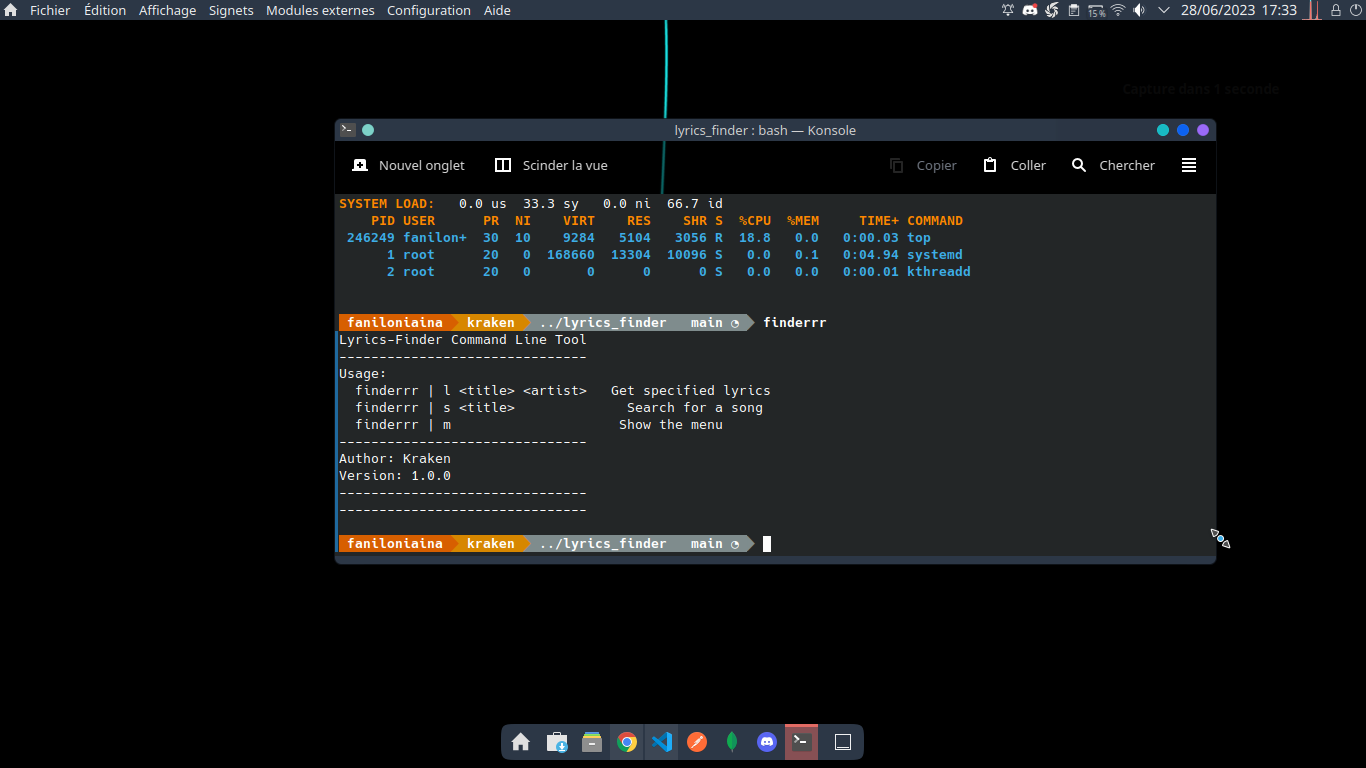 Fichier Édition Affichage Signets Modules externes Configuration Aide 15% 28/06/2023 17:33
Capture dans 1 seconde
lyrics_finder : bash — Konsole
Nouvel onglet Scinder la vue Copier Coller Chercher
SYSTEM LOAD: 0.0 us 33.3 sy 0.0 ni 66.7 id
PID USER PR NI VIRT RES SHR S %CPU %MEM TIME+ COMMAND
246249 fanilon+ 30 10 9284 5104 3056 R 18.8 0.0 0:00.03 top
1 root 20 0 168660 13304 10096 S 0.0 0.1 0:04.94 systemd
2 root 20 0 0 0 0 S 0.0 0.0 0:00.01 kthreadd
faniloniaina kraken ../lyrics_finder main ◔ finderrr
Lyrics-Finder Command Line Tool
-------------------------------
Usage:
finderrr | l <title> <artist> Get specified lyrics
finderrr | s <title> Search for a song
finderrr | m Show the menu
-------------------------------
Author: Kraken
Version: 1.0.0
-------------------------------
-------------------------------
faniloniaina kraken ../lyrics_finder main ◔